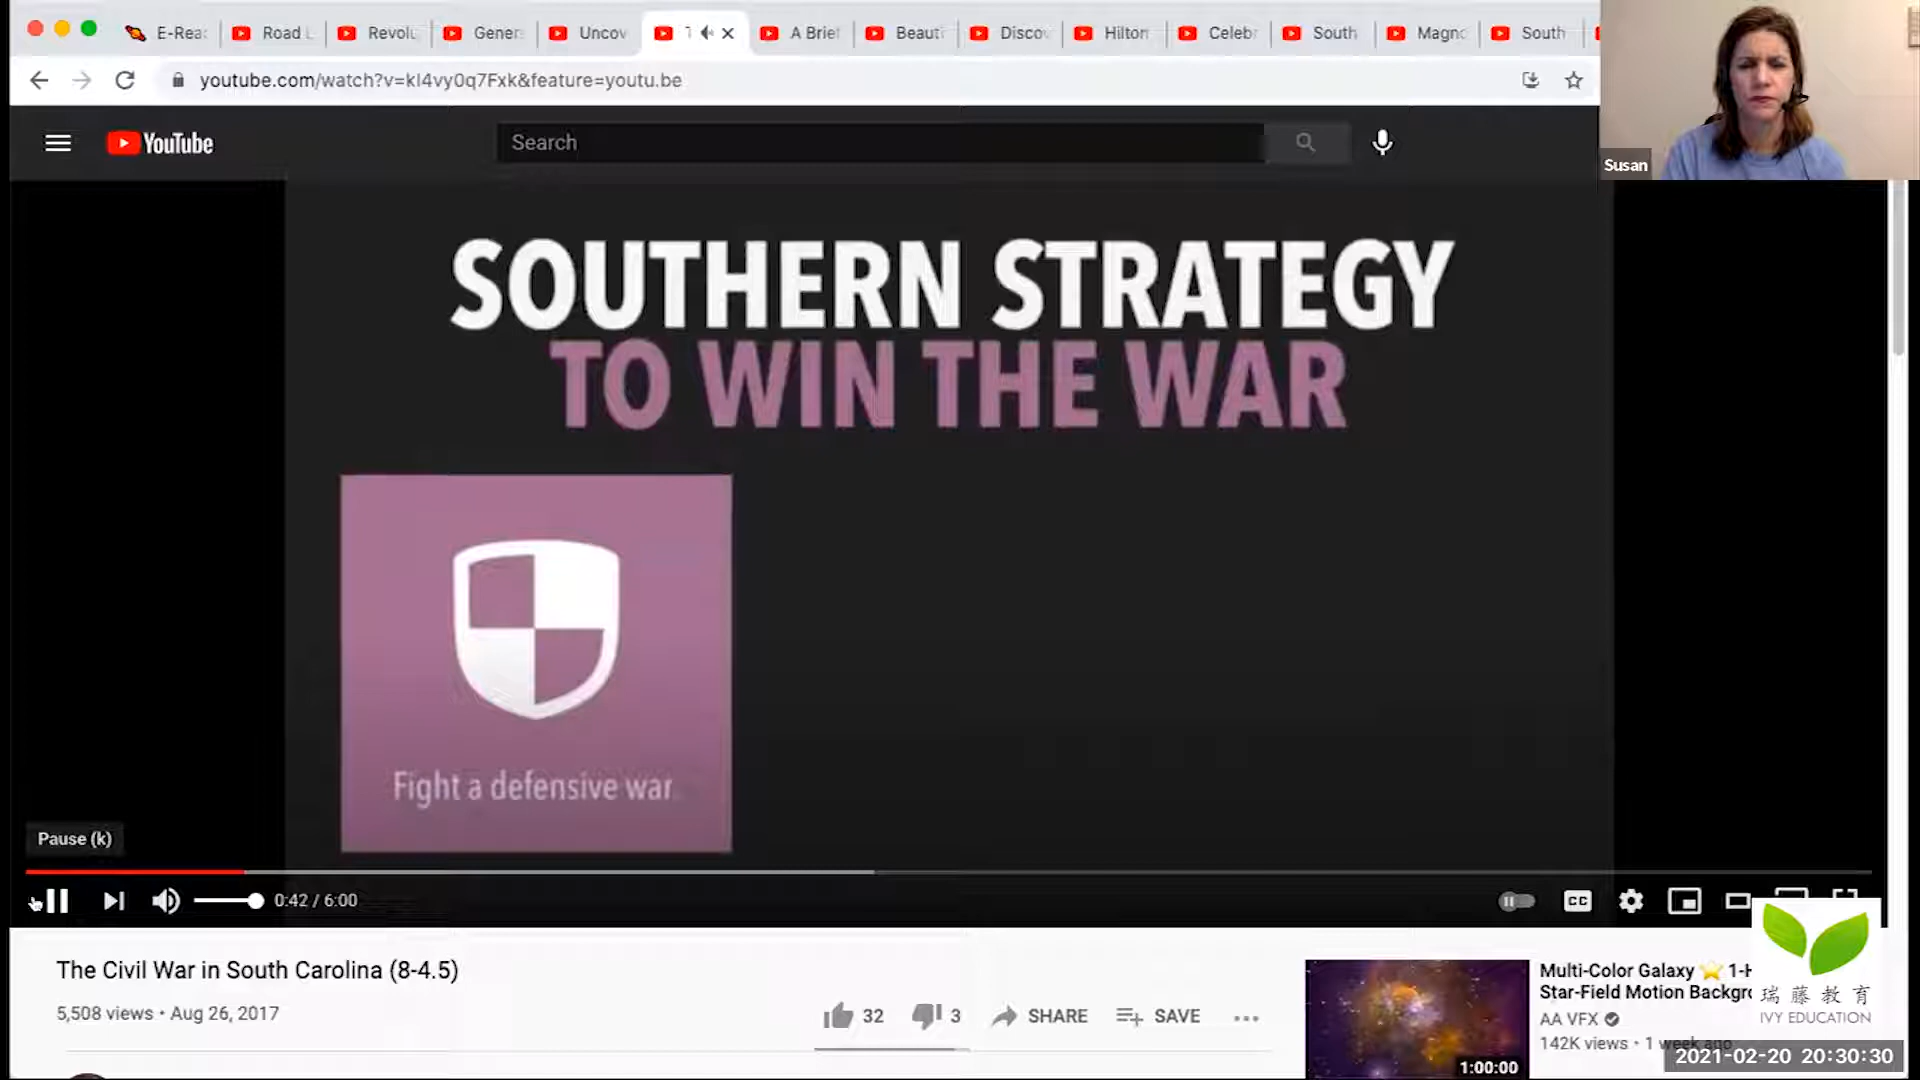 E-Rea
Road L
Revolu
Gener
Uncov
T
A Brief
Beauti
Discov
Hilton
Celebr
South
Magno
South
youtube.com/watch?v=kI4vy0q7Fxk&feature=youtu.be
YouTube
Search
Susan
SOUTHERN STRATEGY
TO WIN THE WAR
Fight a defensive war.
Pause (k)
0:42 / 6:00
CC
The Civil War in South Carolina (8-4.5)
5,508 views • Aug 26, 2017
32
3
SHARE
SAVE
Multi-Color Galaxy ⭐ 1-H
Star-Field Motion Backgro
AA VFX
142K views • 1 week ago
1:00:00
瑞藤教育
IVY EDUCATION
2021-02-20 20:30:30